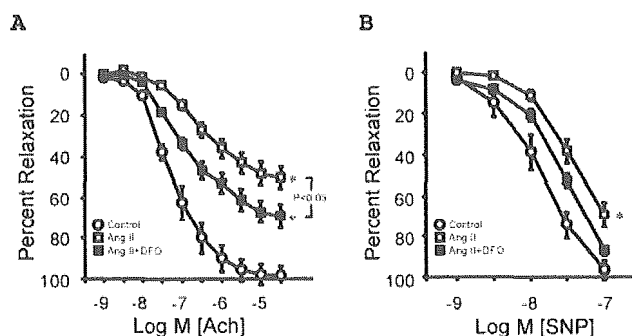 A
B
Percent Relaxation
0
20
40
60
80
100
Control
Ang II
Ang II+DFO
P<0.05
-9 -8 -7 -6 -5
Log M [Ach]
Percent Relaxation
0
20
40
60
80
100
Control
Ang II
Ang II+DFO
*
*
*
-9 -8 -7
Log M [SNP]